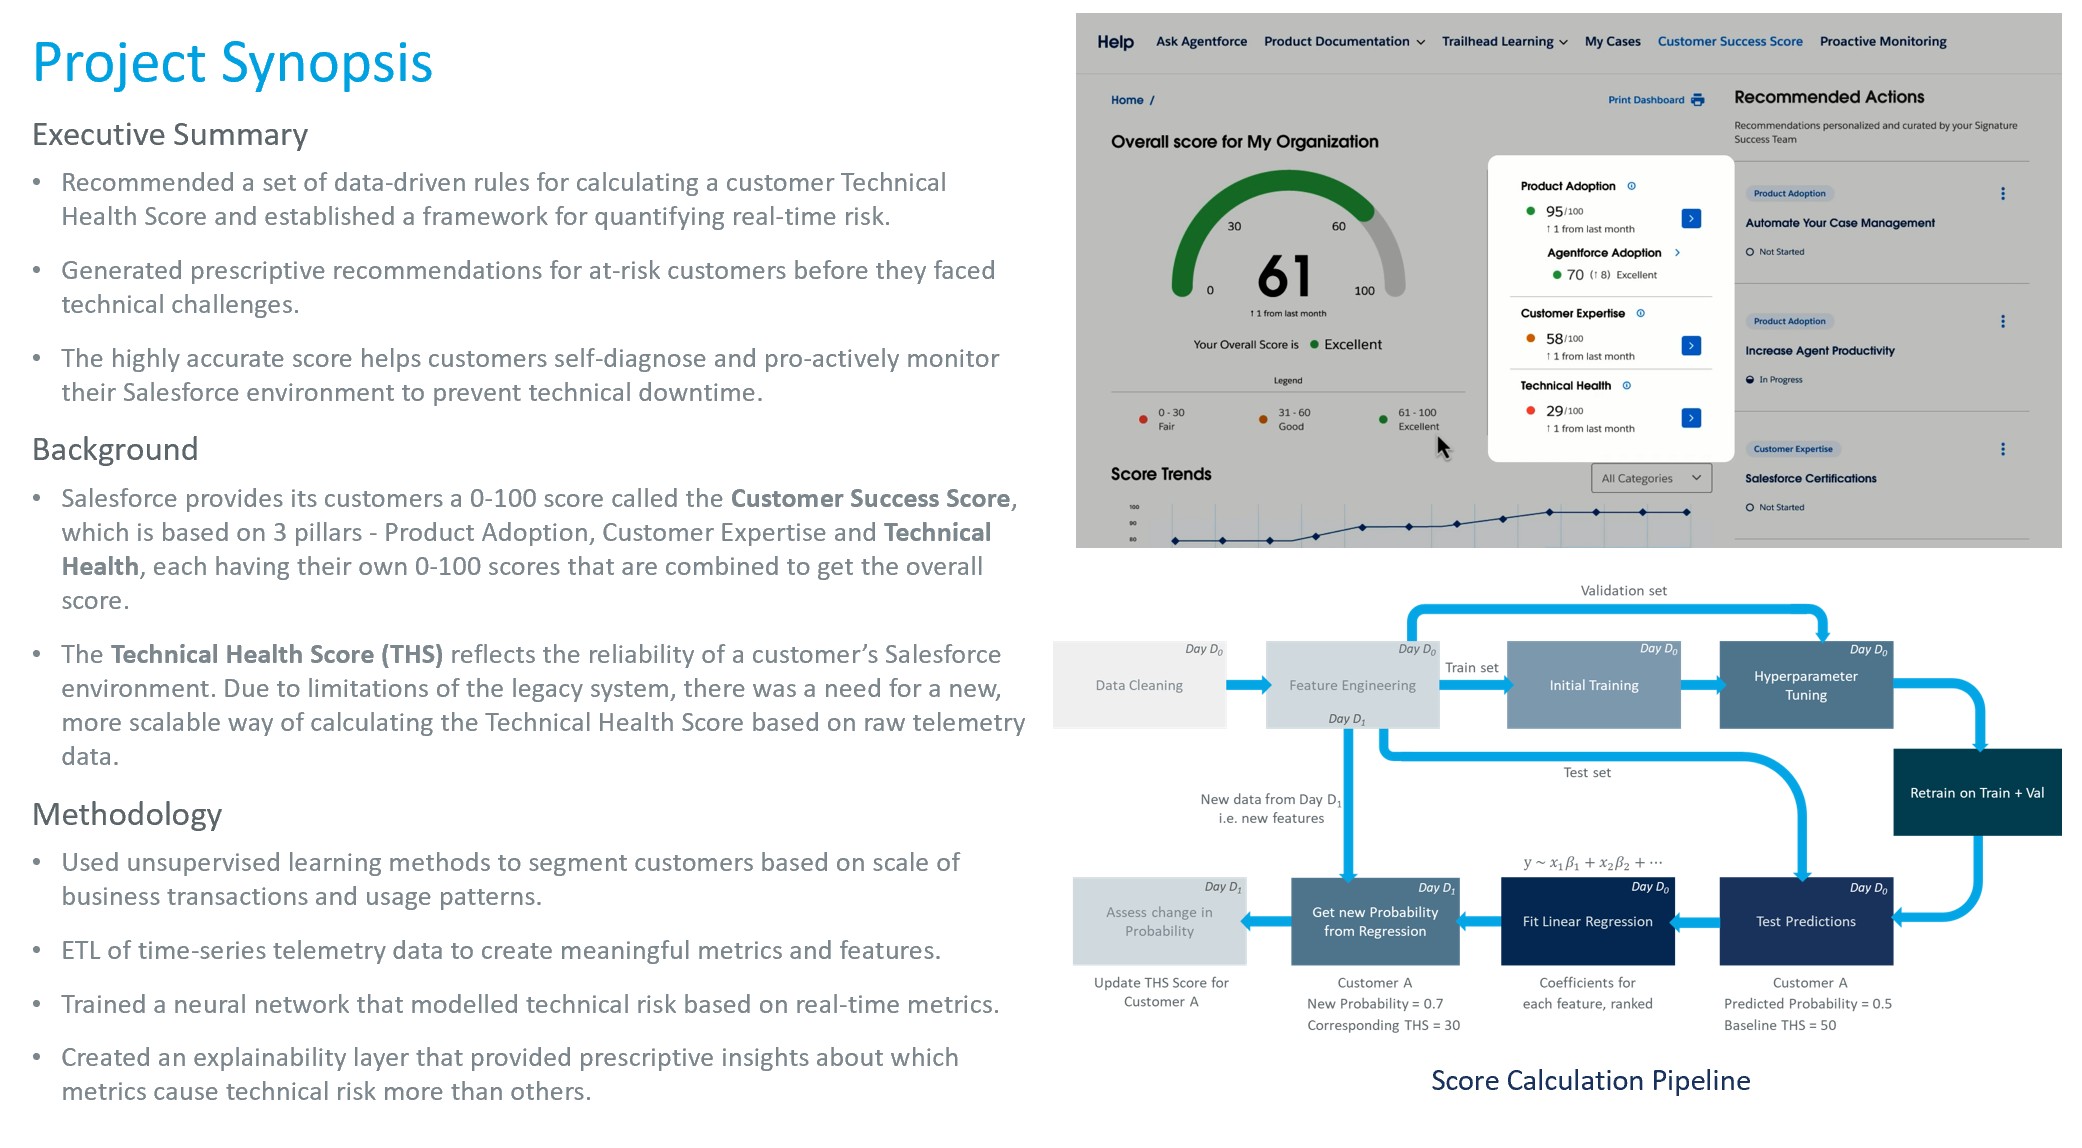 Project Synopsis
Executive Summary
• Recommended a set of data-driven rules for calculating a customer Technical
Health Score and established a framework for quantifying real-time risk.
• Generated prescriptive recommendations for at-risk customers before they faced
technical challenges.
• The highly accurate score helps customers self-diagnose and pro-actively monitor
their Salesforce environment to prevent technical downtime.
Background
• Salesforce provides its customers a 0-100 score called the Customer Success Score,
which is based on 3 pillars - Product Adoption, Customer Expertise and Technical
Health, each having their own 0-100 scores that are combined to get the overall
score.
• The Technical Health Score (THS) reflects the reliability of a customer’s Salesforce
environment. Due to limitations of the legacy system, there was a need for a new,
more scalable way of calculating the Technical Health Score based on raw telemetry
data.
Methodology
• Used unsupervised learning methods to segment customers based on scale of
business transactions and usage patterns.
• ETL of time-series telemetry data to create meaningful metrics and features.
• Trained a neural network that modelled technical risk based on real-time metrics.
• Created an explainability layer that provided prescriptive insights about which
metrics cause technical risk more than others.
Help Ask Agentforce Product Documentation Trailhead Learning My Cases Customer Success Score Proactive Monitoring
Home /
Print Dashboard
Overall score for My Organization
30 60
61
0 100
↑ 1 from last month
Your Overall Score is Excellent
Legend
0 - 30 31 - 60 61 - 100
Fair Good Excellent
Product Adoption
95/100
↑ 1 from last month
Agentforce Adoption
70 (↑ 8) Excellent
Customer Expertise
58/100
↑ 1 from last month
Technical Health
29/100
↑ 1 from last month
Score Trends
All Categories
100
90
80
Recommended Actions
Recommendations personalized and curated by your Signature
Success Team
Product Adoption
Automate Your Case Management
Not Started
Product Adoption
Increase Agent Productivity
In Progress
Customer Expertise
Salesforce Certifications
Not Started
Validation set
Day D₀
Data Cleaning
Day D₀
Feature Engineering
Day D₁
Train set
Day D₀
Initial Training
Day D₀
Hyperparameter
Tuning
Test set
Retrain on Train + Val
New data from Day D₁
i.e. new features
y ~ x₁β₁ + x₂β₂ + ⋯
Day D₁
Assess change in
Probability
Day D₁
Get new Probability
from Regression
Day D₀
Fit Linear Regression
Day D₀
Test Predictions
Update THS Score for
Customer A
Customer A
New Probability = 0.7
Corresponding THS = 30
Coefficients for
each feature, ranked
Customer A
Predicted Probability = 0.5
Baseline THS = 50
Score Calculation Pipeline